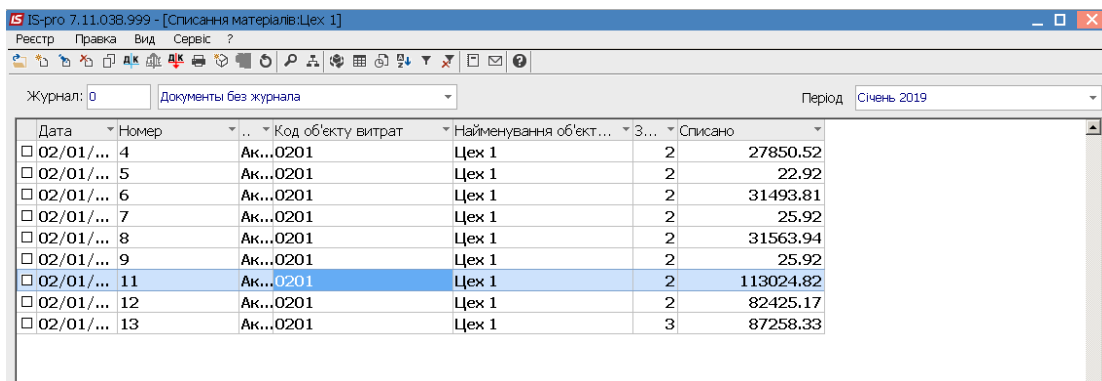 IS-pro 7.11.038.999 - [Списання матеріалів:Цех 1]
Реєстр Правка Вид Сервіс ?
Журнал: 0 Документы без журнала Період Січень 2019
Дата Номер .. Код об'єкту витрат Найменування об'єкт... З... Списано
02/01/... 4 Ак... 0201 Цех 1 2 27850.52
02/01/... 5 Ак... 0201 Цех 1 2 22.92
02/01/... 6 Ак... 0201 Цех 1 2 31493.81
02/01/... 7 Ак... 0201 Цех 1 2 25.92
02/01/... 8 Ак... 0201 Цех 1 2 31563.94
02/01/... 9 Ак... 0201 Цех 1 2 25.92
02/01/... 11 Ак... 0201 Цех 1 2 113024.82
02/01/... 12 Ак... 0201 Цех 1 2 82425.17
02/01/... 13 Ак... 0201 Цех 1 3 87258.33